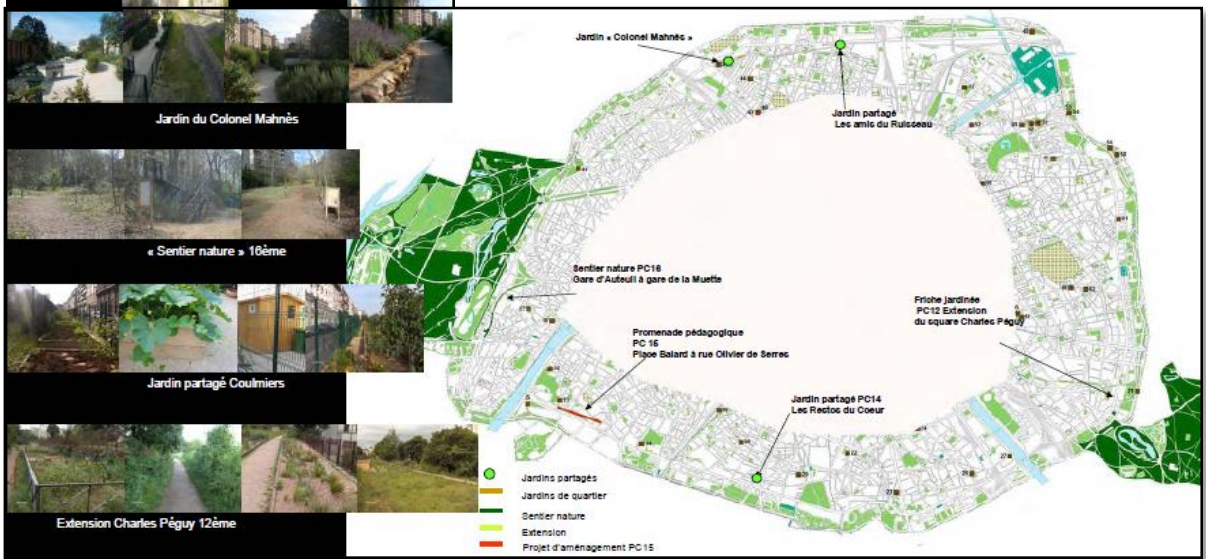 Jardin du Colonel Mahnès
« Sentier nature » 16ème
Jardin partagé Coulmiers
Extension Charles Péguy 12ème
Jardin « Colonel Mahnès »
Jardin partagé
Les amis du Ruisseau
Sentier nature PC16
Gare d'Auteuil à gare de la Muette
Friche jardinée
PC12 Extension
du square Charles Péguy
Promenade pédagogique
PC 15
Place Balard à rue Olivier de Serres
Jardin partagé PC14
Les Restos du Coeur
Jardins partagés
Jardins de quartier
Sentier nature
Extension
Projet d'aménagement PC15